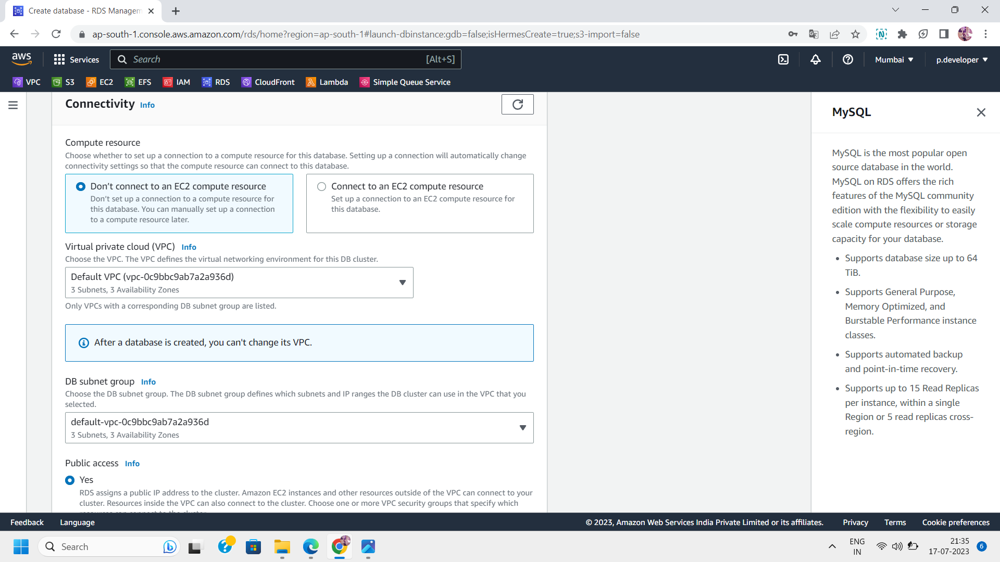 Create database - RDS Managem
ap-south-1.console.aws.amazon.com/rds/home?region=ap-south-1#launch-dbinstance:gdb=false;isHermesCreate=true;s3-import=false
aws
Services
Search
[Alt+S]
Mumbai
p.developer
VPC
S3
EC2
EFS
IAM
RDS
CloudFront
Lambda
Simple Queue Service
Connectivity Info
Compute resource
Choose whether to set up a connection to a compute resource for this database. Setting up a connection will automatically change
connectivity settings so that the compute resource can connect to this database.
Don't connect to an EC2 compute resource
Don't set up a connection to a compute resource for
this database. You can manually set up a connection
to a compute resource later.
Connect to an EC2 compute resource
Set up a connection to an EC2 compute resource for
this database.
Virtual private cloud (VPC) Info
Choose the VPC. The VPC defines the virtual networking environment for this DB cluster.
Default VPC (vpc-0c9bbc9ab7a2a936d)
3 Subnets, 3 Availability Zones
Only VPCs with a corresponding DB subnet group are listed.
After a database is created, you can't change its VPC.
DB subnet group Info
Choose the DB subnet group. The DB subnet group defines which subnets and IP ranges the DB cluster can use in the VPC that you
selected.
default-vpc-0c9bbc9ab7a2a936d
3 Subnets, 3 Availability Zones
Public access Info
Yes
RDS assigns a public IP address to the cluster. Amazon EC2 instances and other resources outside of the VPC can connect to your
cluster. Resources inside the VPC can also connect to the cluster. Choose one or more VPC security groups that specify which
MySQL
MySQL is the most popular open
source database in the world.
MySQL on RDS offers the rich
features of the MySQL community
edition with the flexibility to easily
scale compute resources or storage
capacity for your database.
Supports database size up to 64
TiB.
Supports General Purpose,
Memory Optimized, and
Burstable Performance instance
classes.
Supports automated backup
and point-in-time recovery.
Supports up to 15 Read Replicas
per instance, within a single
Region or 5 read replicas cross-
region.
Feedback
Language
© 2023, Amazon Web Services India Private Limited or its affiliates.
Privacy
Terms
Cookie preferences
Search
ENG
IN
21:35
17-07-2023
6